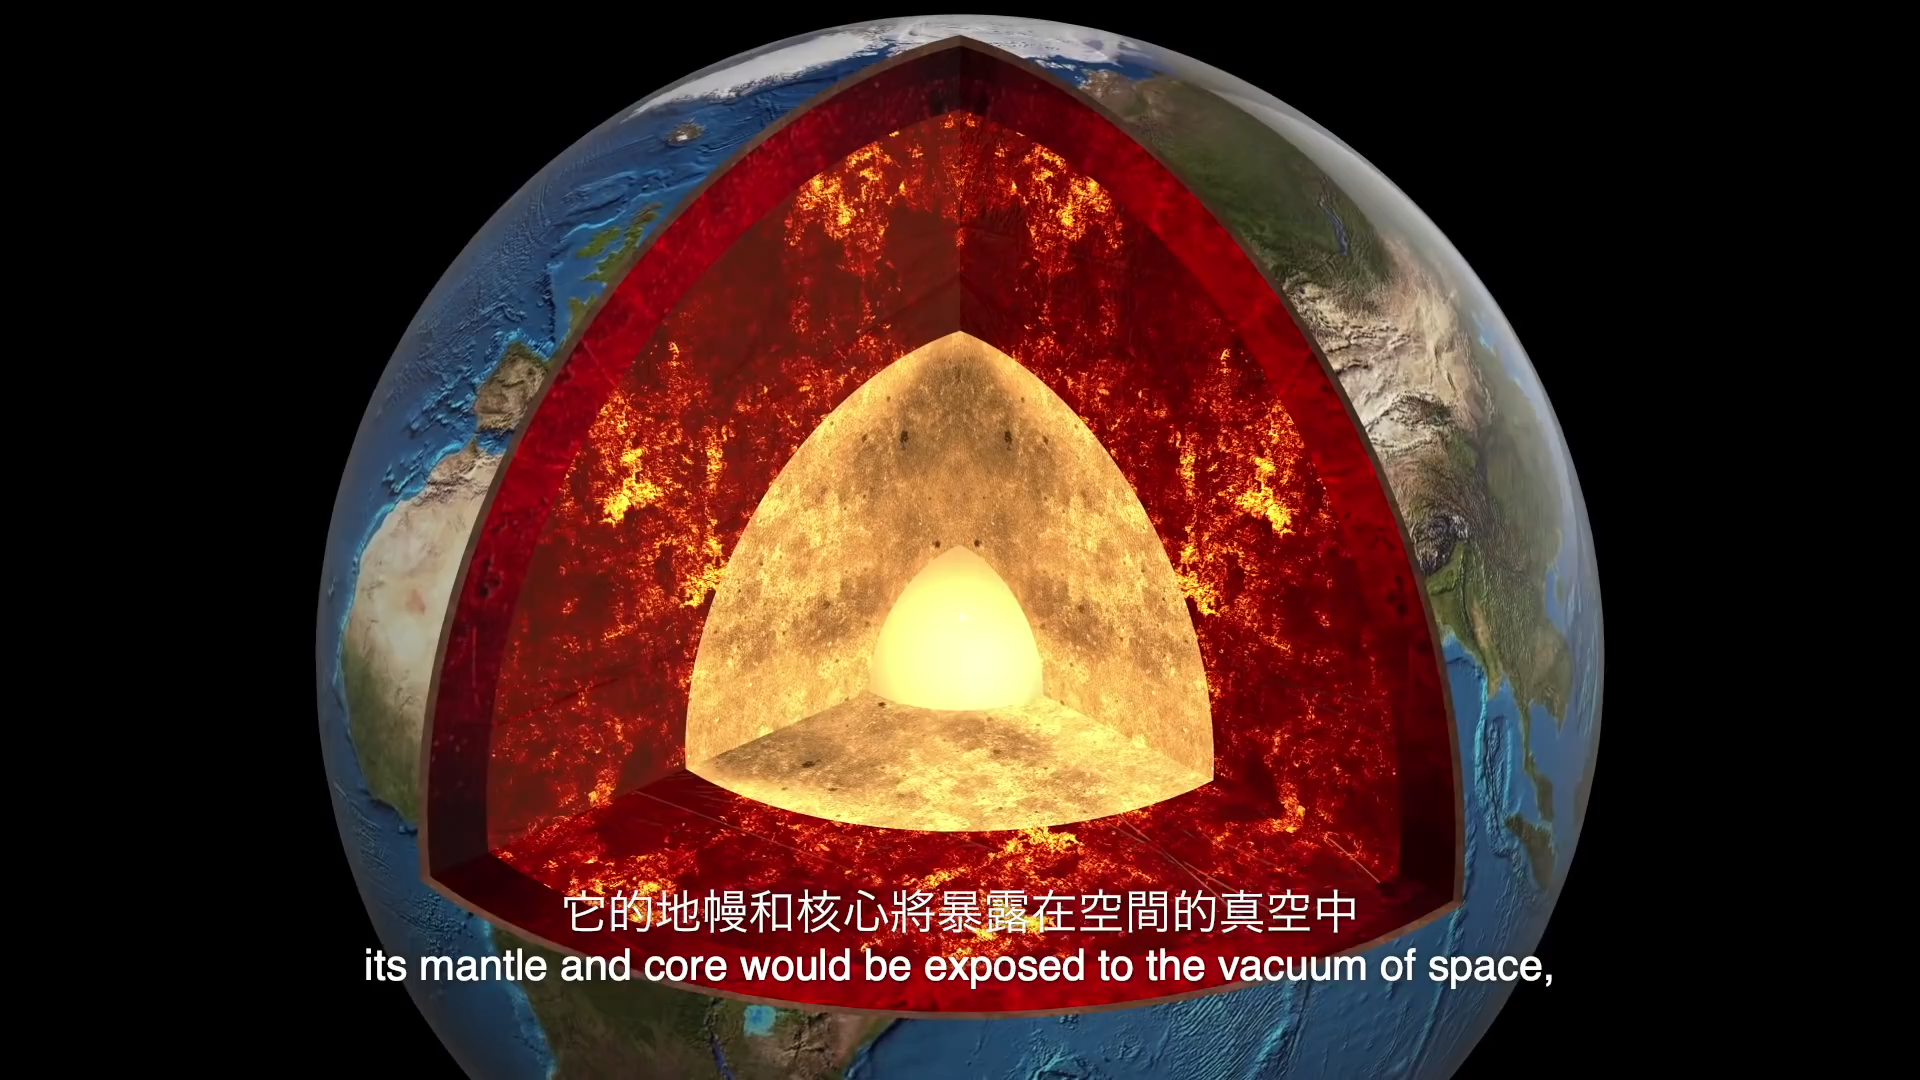 它的地幔和核心將暴露在空間的真空中
its mantle and core would be exposed to the vacuum of space,